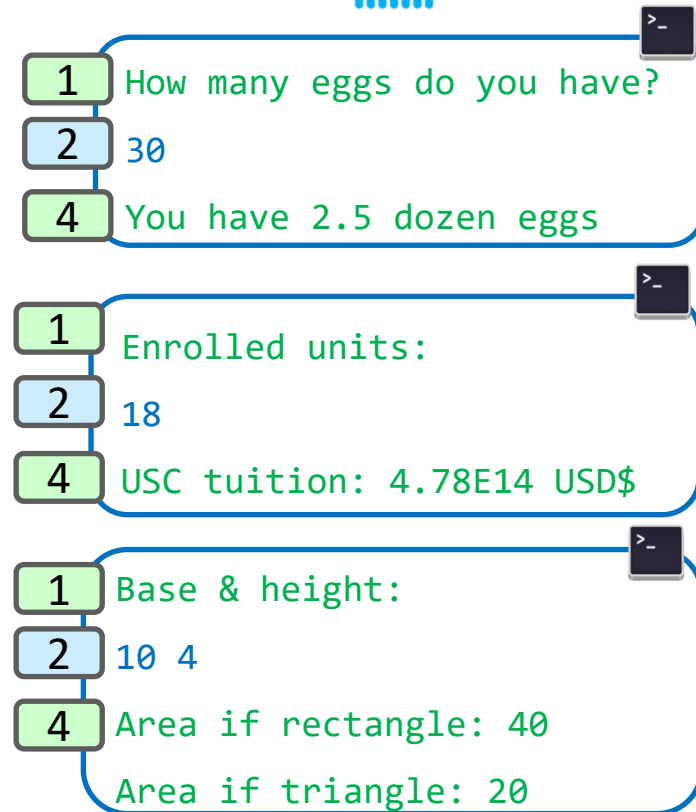 >_
1 How many eggs do you have?
2 30
4 You have 2.5 dozen eggs
>_
1 Enrolled units:
2 18
4 USC tuition: 4.78E14 USD$
>_
1 Base & height:
2 10 4
4 Area if rectangle: 40
Area if triangle: 20